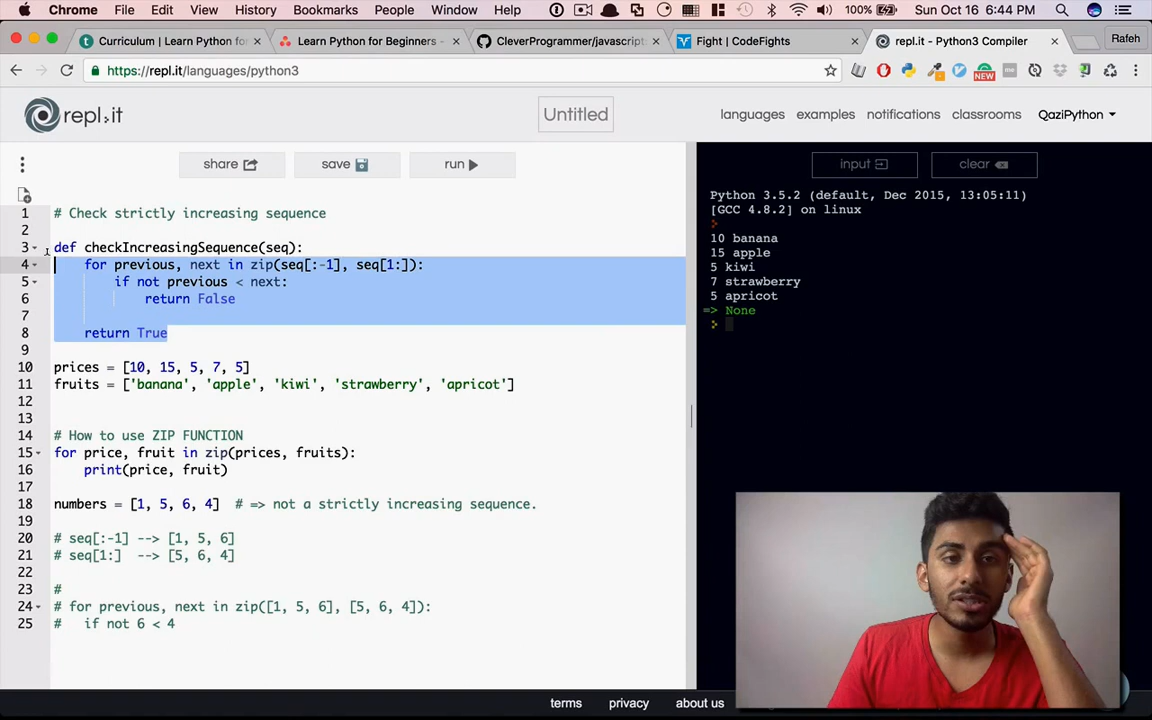 Chrome File Edit View History Bookmarks People Window Help 100% Sun Oct 16 6:44 PM
Curriculum | Learn Python for Learn Python for Beginners - CleverProgrammer/javascript Fight | CodeFights repl.it - Python3 Compiler Rafeh
https://repl.it/languages/python3 NEW
repl.it Untitled languages examples notifications classrooms QaziPython
share save run input clear
1 # Check strictly increasing sequence
2
3 def checkIncreasingSequence(seq):
4 for previous, next in zip(seq[:-1], seq[1:]):
5 if not previous < next:
6 return False
7
8 return True
9
10 prices = [10, 15, 5, 7, 5]
11 fruits = ['banana', 'apple', 'kiwi', 'strawberry', 'apricot']
12
13
14 # How to use ZIP FUNCTION
15 for price, fruit in zip(prices, fruits):
16 print(price, fruit)
17
18 numbers = [1, 5, 6, 4] # => not a strictly increasing sequence.
19
20 # seq[:-1] --> [1, 5, 6]
21 # seq[1:] --> [5, 6, 4]
22
23 #
24 # for previous, next in zip([1, 5, 6], [5, 6, 4]):
25 # if not 6 < 4
Python 3.5.2 (default, Dec 2015, 13:05:11)
[GCC 4.8.2] on linux
10 banana
15 apple
5 kiwi
7 strawberry
5 apricot
=> None
terms privacy about us